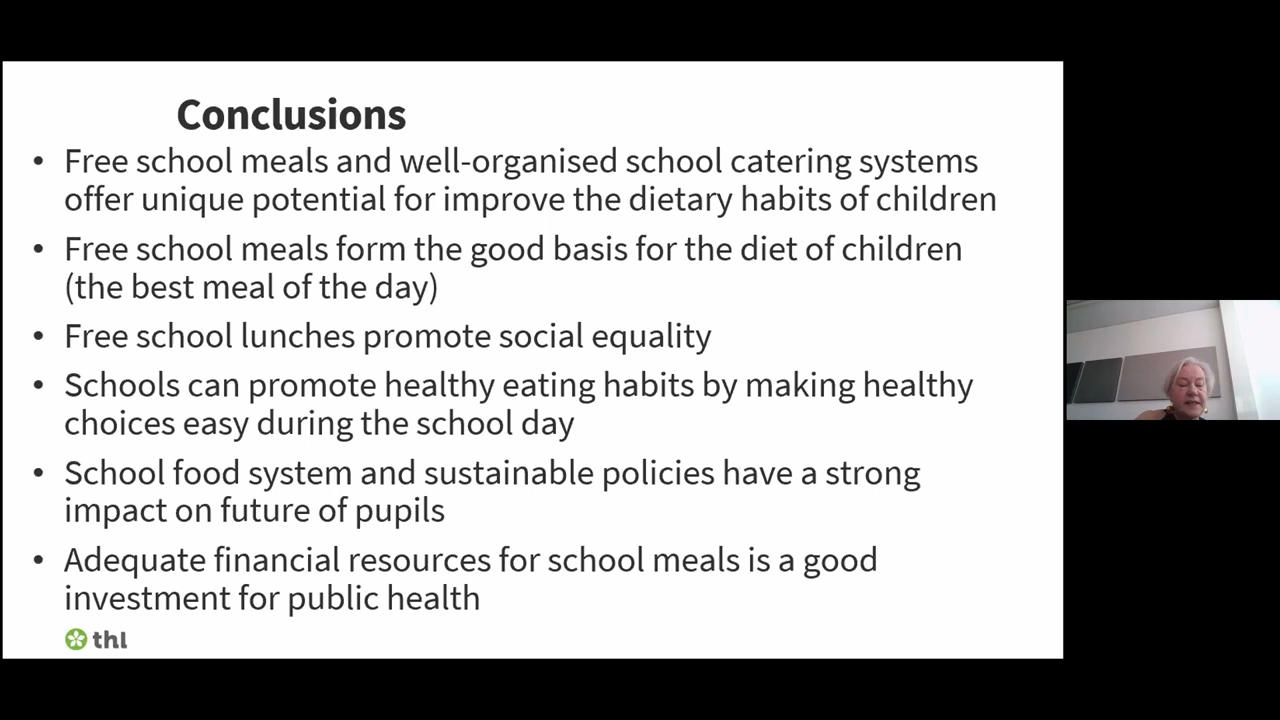 Conclusions
• Free school meals and well-organised school catering systems
offer unique potential for improve the dietary habits of children
• Free school meals form the good basis for the diet of children
(the best meal of the day)
• Free school lunches promote social equality
• Schools can promote healthy eating habits by making healthy
choices easy during the school day
• School food system and sustainable policies have a strong
impact on future of pupils
• Adequate financial resources for school meals is a good
investment for public health
thl